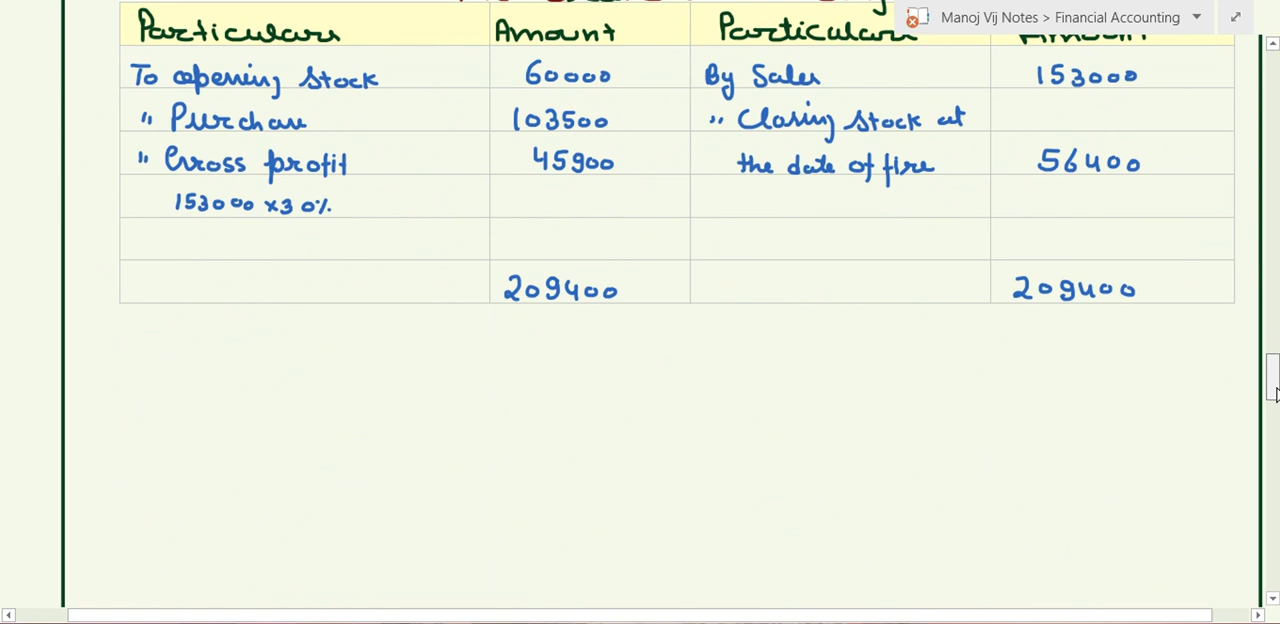 Manoj Vij Notes > Financial Accounting
Particulars Amount Particulars Amount
To opening Stock 60000 By Sales 153000
" Purchase 103500 " Closing Stock at
" Gross profit 45900 the date of fire 56400
153000 x 30%
209400 209400